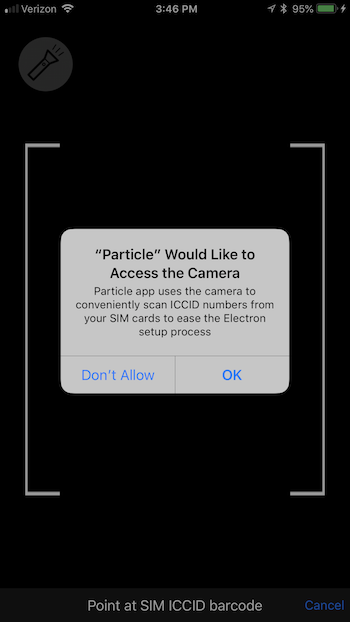 Verizon 3:46 PM 95%
“Particle” Would Like to
Access the Camera
Particle app uses the camera to
conveniently scan ICCID numbers from
your SIM cards to ease the Electron
setup process
Don't Allow OK
Point at SIM ICCID barcode Cancel